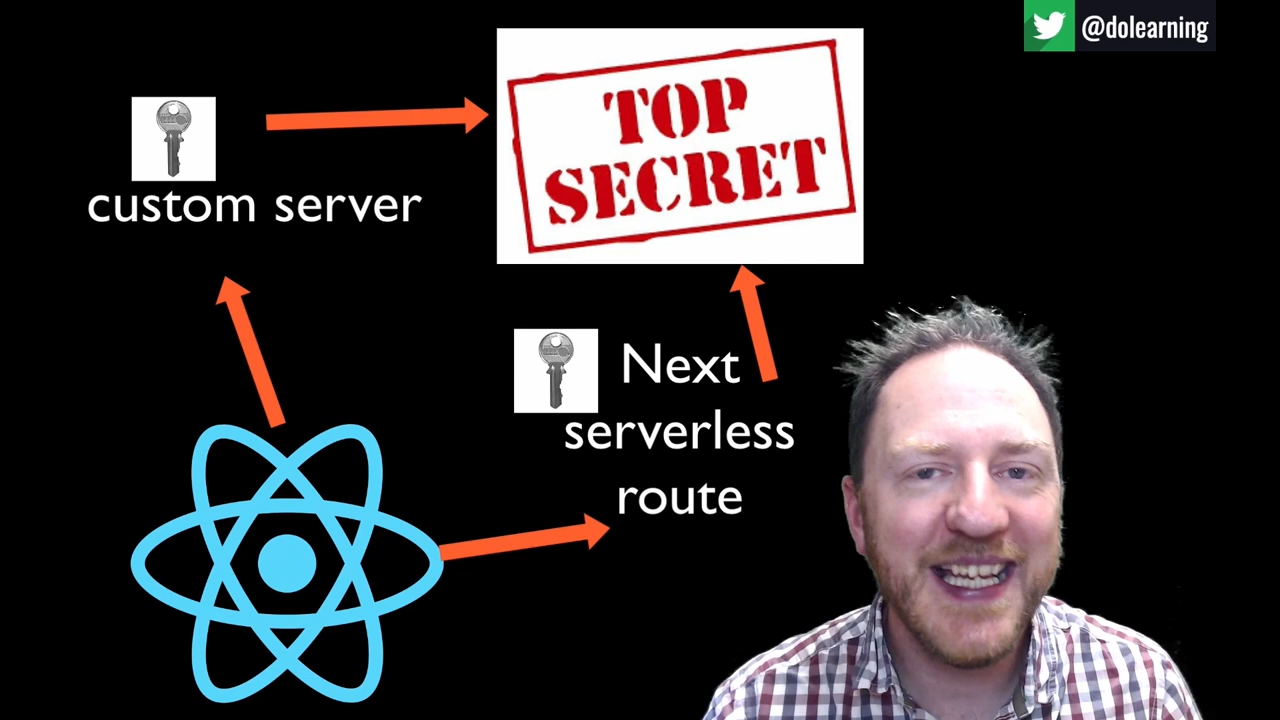 @dolearning
TOP
SECRET
custom server
Next
serverless
route